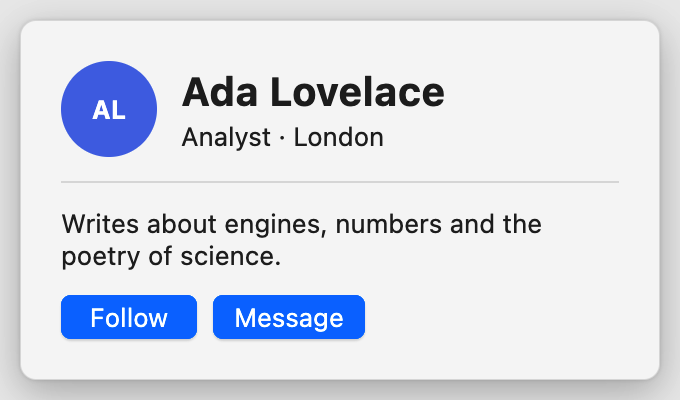 AL
Ada Lovelace
Analyst · London
Writes about engines, numbers and the
poetry of science.
Follow
Message